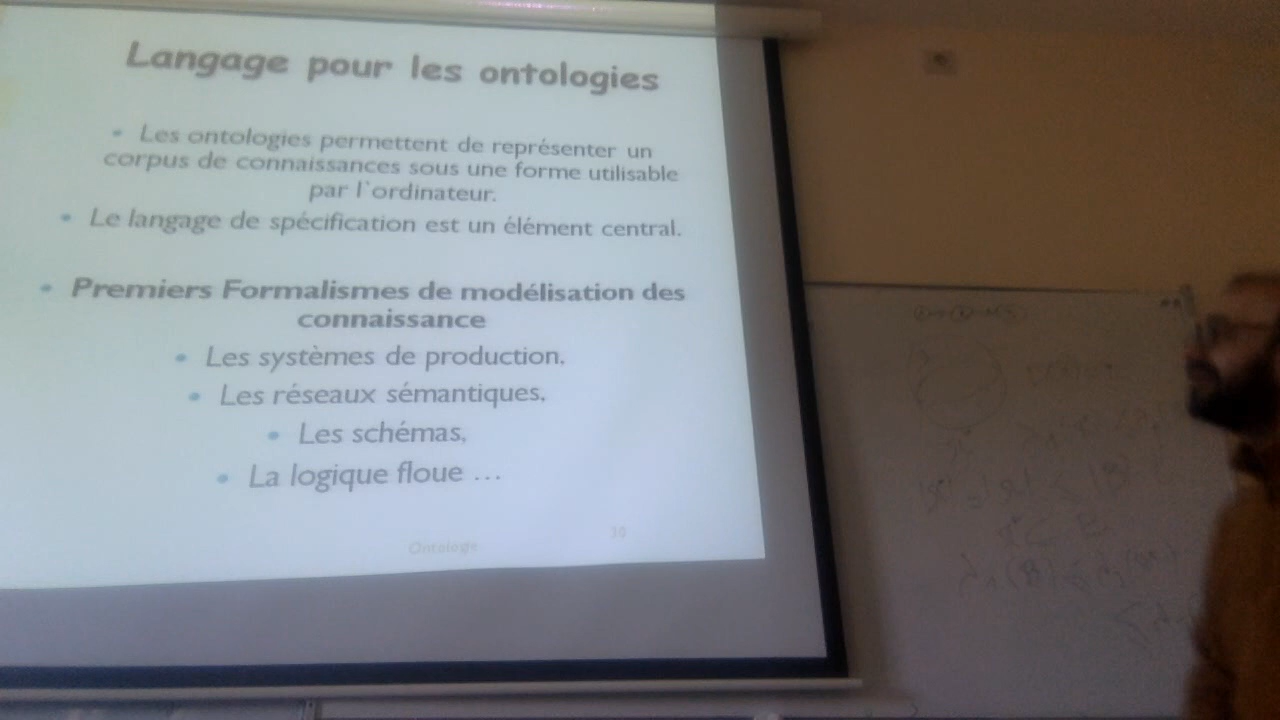 Langage pour les ontologies
• Les ontologies permettent de représenter un
corpus de connaissances sous une forme utilisable
par l`ordinateur.
• Le langage de spécification est un élément central.
• Premiers Formalismes de modélisation des
connaissance
• Les systèmes de production,
• Les réseaux sémantiques,
• Les schémas,
• La logique floue …
Ontologie